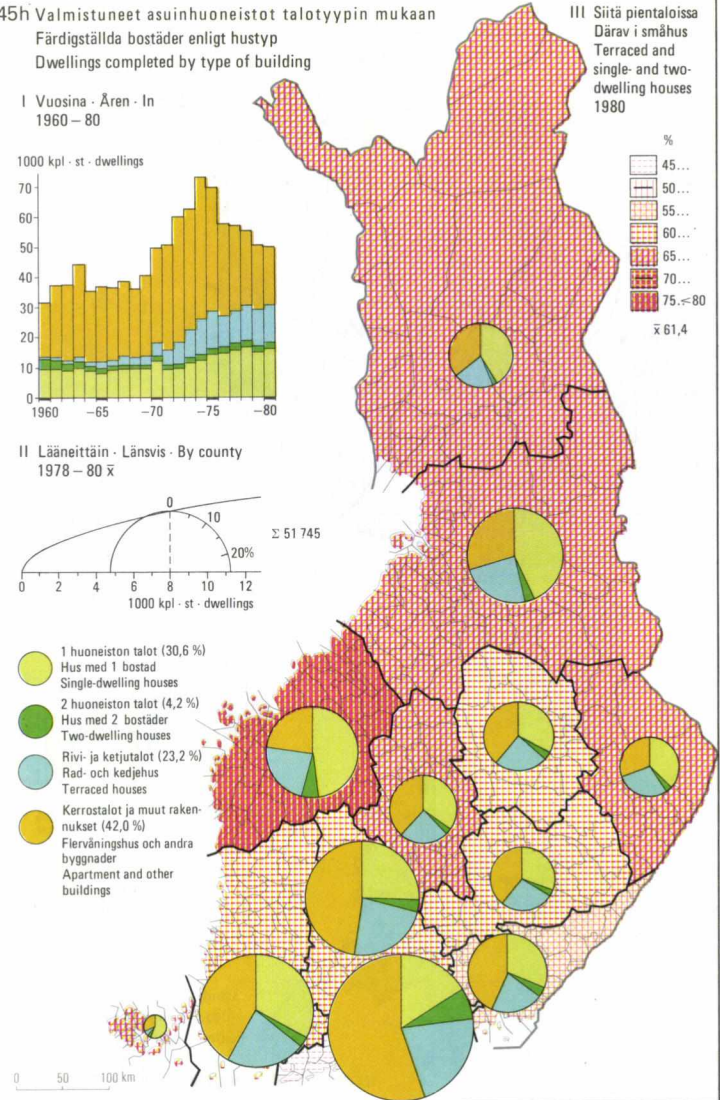 45h Valmistuneet asuinhuoneistot talotyypin mukaan
Färdigställda bostäder enligt hustyp
Dwellings completed by type of building
I Vuosina · Åren · In
1960 – 80
1000 kpl · st · dwellings
70
60
50
40
30
20
10
0
1960 –65 –70 –75 –80
II Lääneittäin · Länsvis · By county
1978 – 80 x̄
0
10
20%
Σ 51 745
0 2 4 6 8 10 12
1000 kpl · st · dwellings
1 huoneiston talot (30,6 %)
Hus med 1 bostad
Single-dwelling houses
2 huoneiston talot (4,2 %)
Hus med 2 bostäder
Two-dwelling houses
Rivi- ja ketjutalot (23,2 %)
Rad- och kedjehus
Terraced houses
Kerrostalot ja muut raken-
nukset (42,0 %)
Flervåningshus och andra
byggnader
Apartment and other
buildings
0 50 100 km
III Siitä pientaloissa
Därav i småhus
Terraced and
single- and two-
dwelling houses
1980
%
45...
50...
55...
60...
65...
70...
75.≤80
x̄ 61,4